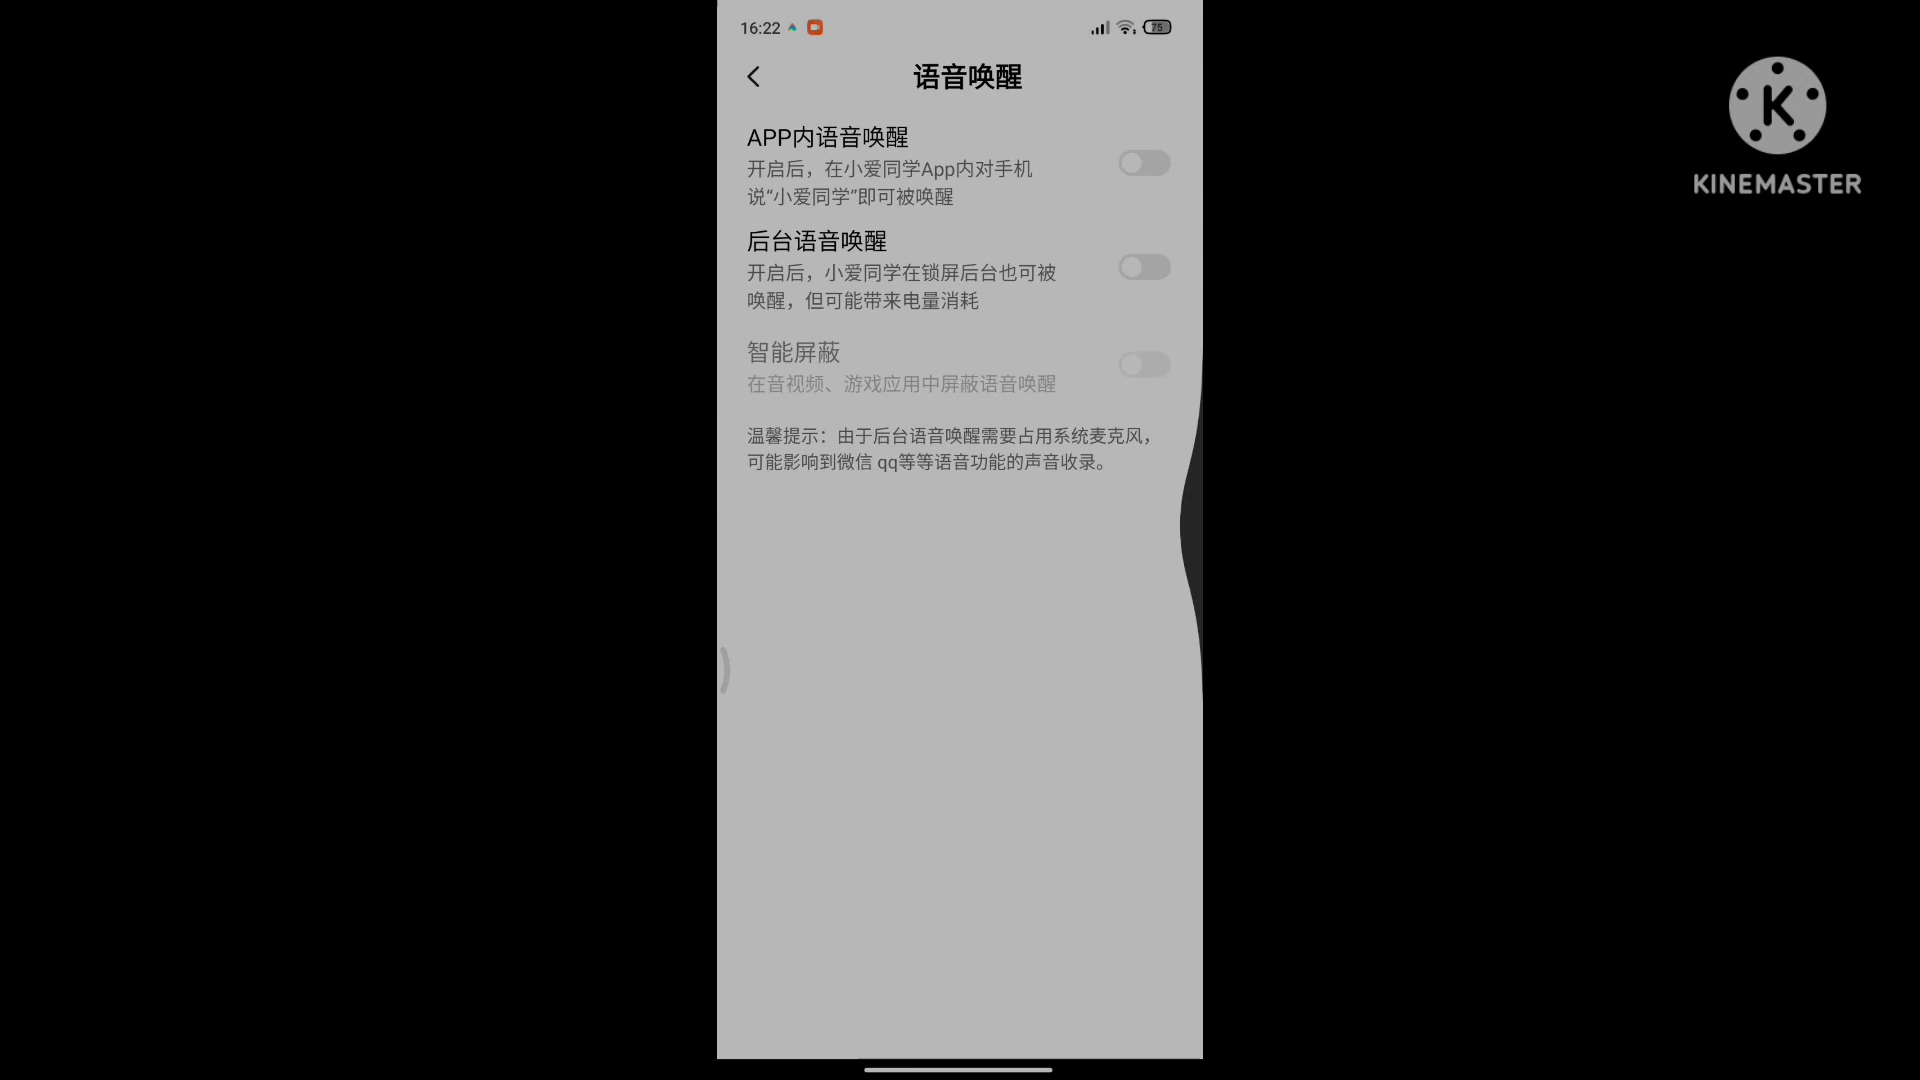 16:22
75
语音唤醒
APP内语音唤醒
开启后，在小爱同学App内对手机
说“小爱同学”即可被唤醒
后台语音唤醒
开启后，小爱同学在锁屏后台也可被
唤醒，但可能带来电量消耗
智能屏蔽
在音视频、游戏应用中屏蔽语音唤醒
温馨提示：由于后台语音唤醒需要占用系统麦克风，
可能影响到微信 qq等等语音功能的声音收录。
K
KINEMASTER